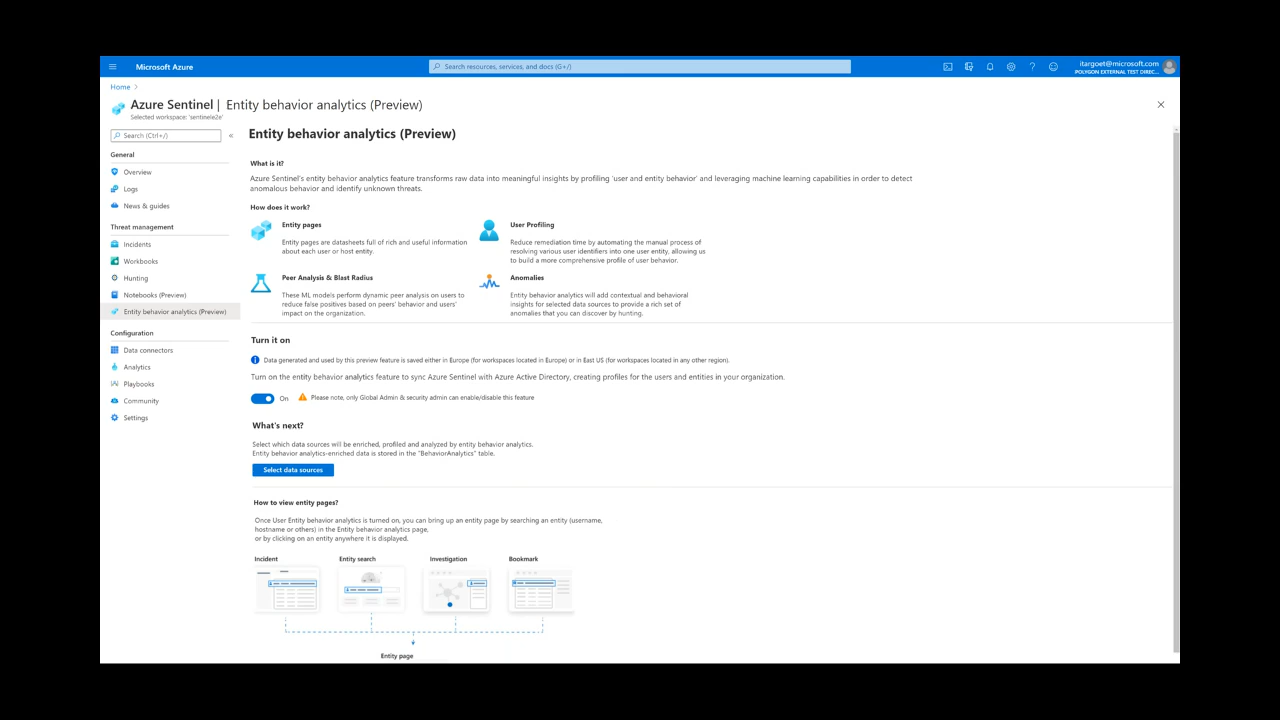 Microsoft Azure
Search resources, services, and docs (G+/)
itargoet@microsoft.com
POLYGON EXTERNAL TEST DIREC...
Home >
Azure Sentinel | Entity behavior analytics (Preview)
Selected workspace: 'sentinele2e'
Search (Ctrl+/)
«
General
Overview
Logs
News & guides
Threat management
Incidents
Workbooks
Hunting
Notebooks (Preview)
Entity behavior analytics (Preview)
Configuration
Data connectors
Analytics
Playbooks
Community
Settings
Entity behavior analytics (Preview)
What is it?
Azure Sentinel's entity behavior analytics feature transforms raw data into meaningful insights by profiling 'user and entity behavior' and leveraging machine learning capabilities in order to detect
anomalous behavior and identify unknown threats.
How does it work?
Entity pages
Entity pages are datasheets full of rich and useful information
about each user or host entity.
User Profiling
Reduce remediation time by automating the manual process of
resolving various user identifiers into one user entity, allowing us
to build a more comprehensive profile of user behavior.
Peer Analysis & Blast Radius
These ML models perform dynamic peer analysis on users to
reduce false positives based on peers' behavior and users'
impact on the organization.
Anomalies
Entity behavior analytics will add contextual and behavioral
insights for selected data sources to provide a rich set of
anomalies that you can discover by hunting.
Turn it on
Data generated and used by this preview feature is saved either in Europe (for workspaces located in Europe) or in East US (for workspaces located in any other region).
Turn on the entity behavior analytics feature to sync Azure Sentinel with Azure Active Directory, creating profiles for the users and entities in your organization.
On
Please note, only Global Admin & security admin can enable/disable this feature
What's next?
Select which data sources will be enriched, profiled and analyzed by entity behavior analytics.
Entity behavior analytics-enriched data is stored in the "BehaviorAnalytics" table.
Select data sources
How to view entity pages?
Once User Entity behavior analytics is turned on, you can bring up an entity page by searching an entity (username,
hostname or others) in the Entity behavior analytics page,
or by clicking on an entity anywhere it is displayed.
Incident
Entity search
Investigation
Bookmark
Entity page